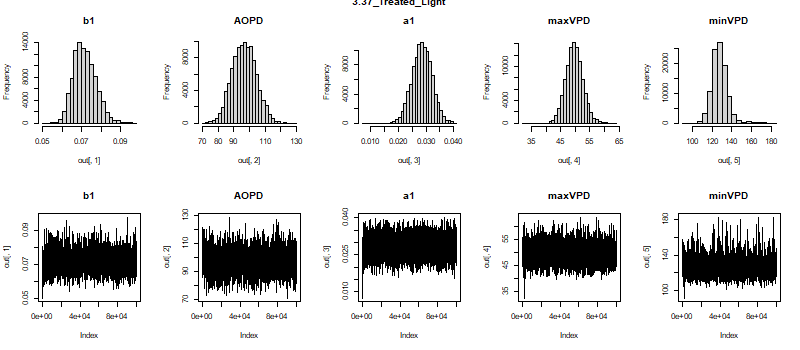 3.37_Treated_Light
b1 AOPD a1 maxVPD minVPD
Frequency Frequency Frequency Frequency Frequency
0 4000 8000 14000
0 4000 10000
0 4000 10000
0 4000 10000
0 10000 20000
0.05 0.07 0.09
70 80 90 110 130
0.010 0.020 0.030 0.040
35 45 55 65
100 120 140 160 180
out[, 1] out[, 2] out[, 3] out[, 4] out[, 5]
b1 AOPD a1 maxVPD minVPD
out[, 1] out[, 2] out[, 3] out[, 4] out[, 5]
0.05 0.07 0.09
70 90 110 130
0.010 0.025 0.040
35 45 55
100 140 180
0e+00 4e+04 8e+04
0e+00 4e+04 8e+04
0e+00 4e+04 8e+04
0e+00 4e+04 8e+04
0e+00 4e+04 8e+04
Index Index Index Index Index